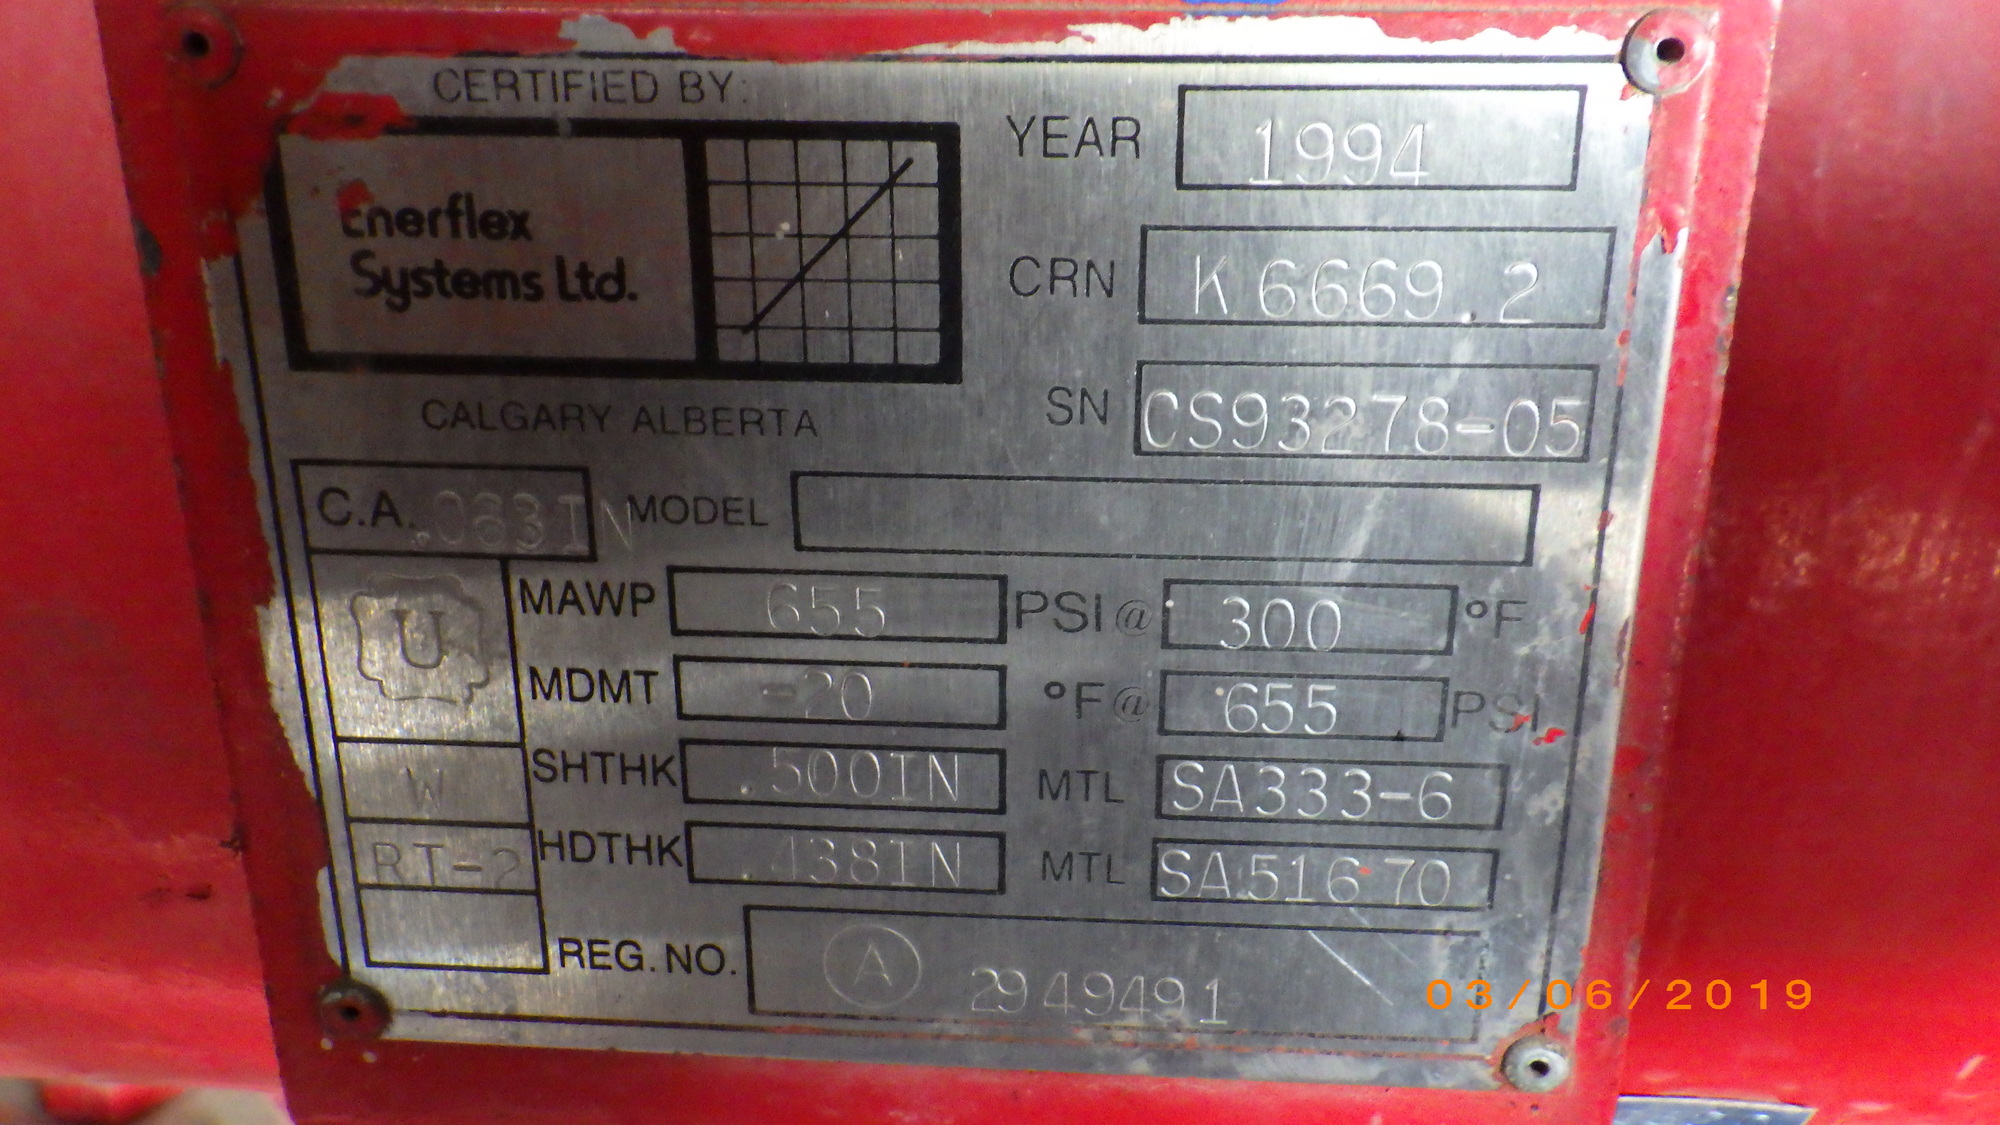 CERTIFIED BY:
Enerflex
Systems Ltd.
CALGARY ALBERTA
YEAR 1994
CRN K6669.2
SN CS93278-05
C.A. .063IN MODEL
U
W
RT-2
MAWP 655 PSI @ 300 °F
MDMT -20 °F @ 655 PSI
SHTHK .500IN MTL SA333-6
HDTHK .438IN MTL SA516 70
REG. NO. A 2949491
03/06/2019